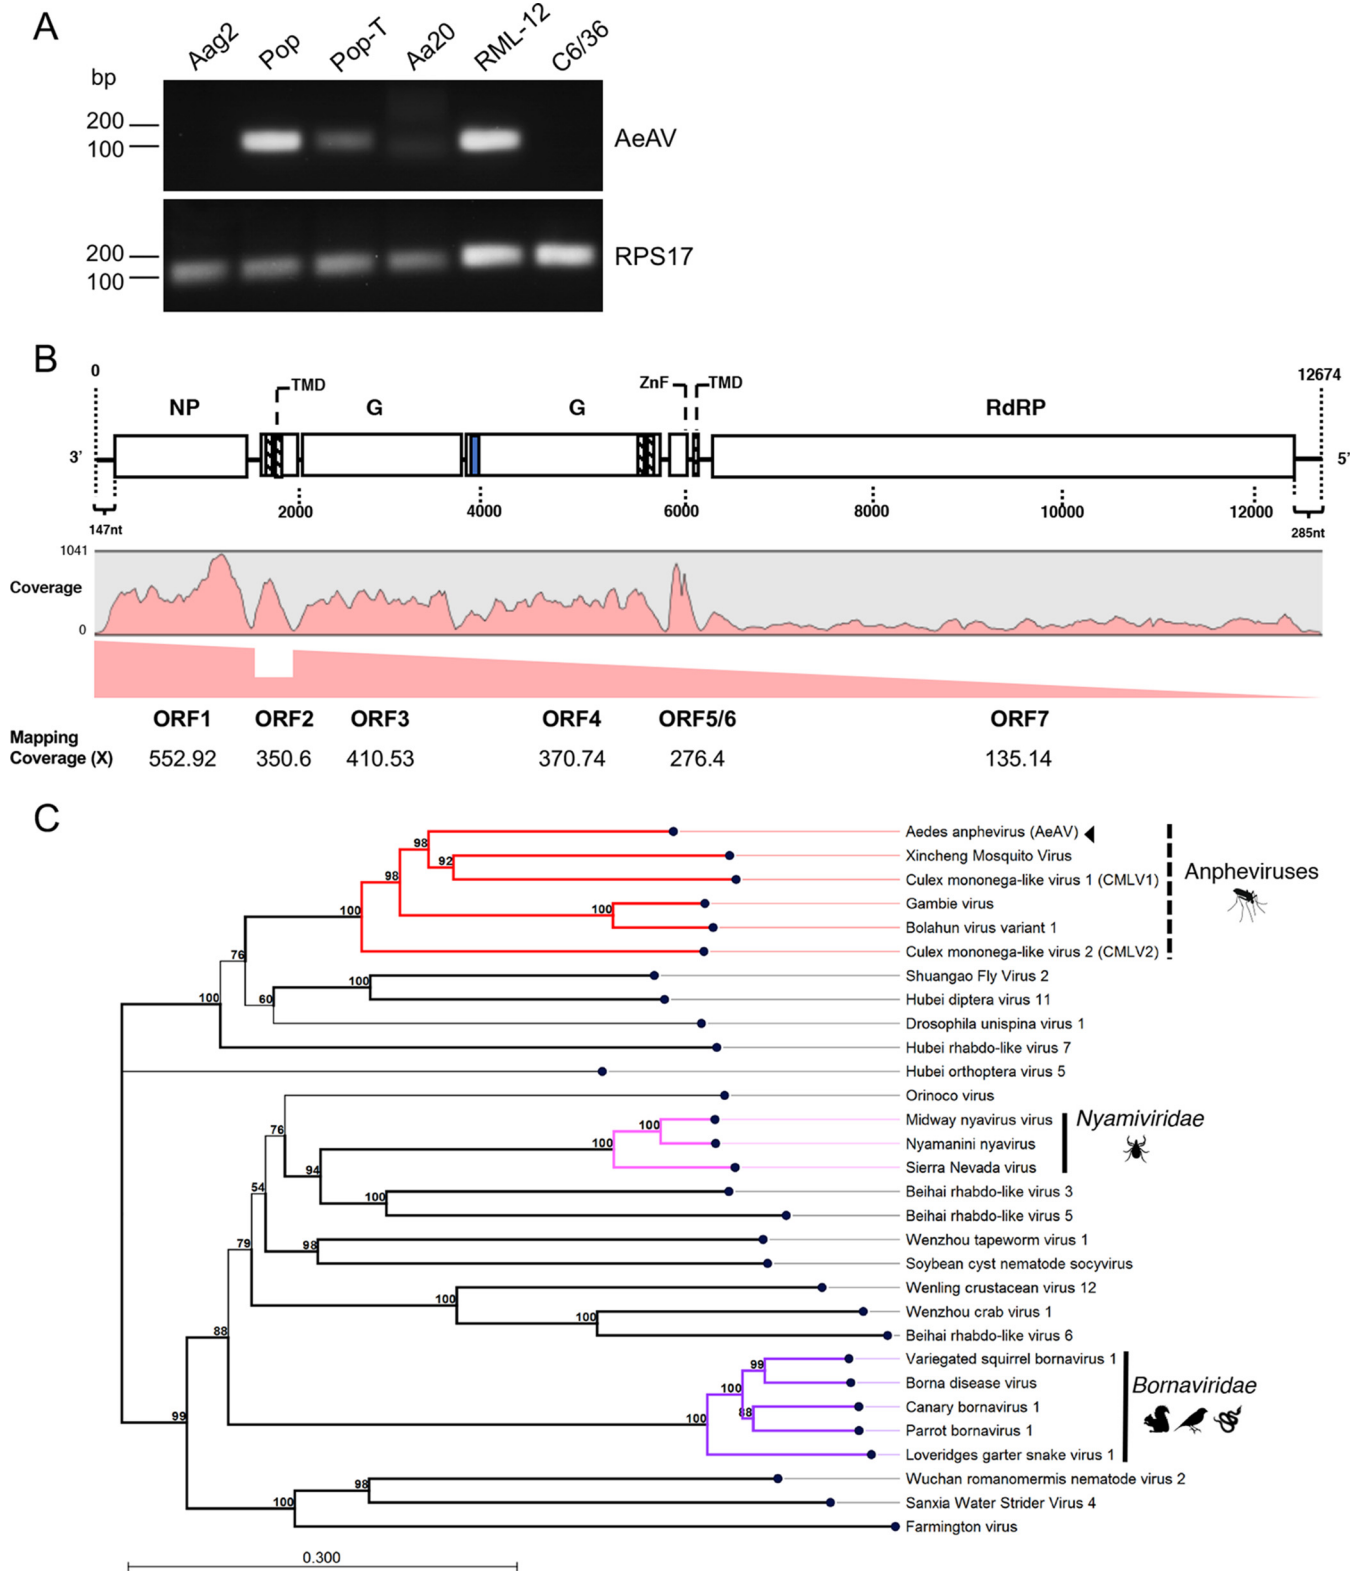 A
Aag2 Pop Pop-T Aa20 RML-12 C6/36
bp
200
100
AeAV
200
100
RPS17
B
0
12674
TMD
ZnF
TMD
NP
G
G
RdRP
3’
5’
2000
4000
6000
8000
10000
12000
147nt
285nt
1041
Coverage
0
ORF1 ORF2 ORF3 ORF4 ORF5/6 ORF7
Mapping
Coverage (X)
552.92 350.6 410.53 370.74 276.4 135.14
C
98
Aedes anphevirus (AeAV)
92
Xincheng Mosquito Virus
Anpheviruses
98
Culex mononega-like virus 1 (CMLV1)
100
100
Gambie virus
Bolahun virus variant 1
76
Culex mononega-like virus 2 (CMLV2)
100
Shuangao Fly Virus 2
100
60
Hubei diptera virus 11
Drosophila unispina virus 1
Hubei rhabdo-like virus 7
Hubei orthoptera virus 5
Orinoco virus
76
100
Midway nyavirus virus
Nyamiviridae
100
Nyamanini nyavirus
94
Sierra Nevada virus
54
100
Beihai rhabdo-like virus 3
Beihai rhabdo-like virus 5
79
98
Wenzhou tapeworm virus 1
Soybean cyst nematode socyvirus
100
Wenling crustacean virus 12
88
100
Wenzhou crab virus 1
Beihai rhabdo-like virus 6
99
Variegated squirrel bornavirus 1
100
Borna disease virus
Bornaviridae
99
100
88
Canary bornavirus 1
Parrot bornavirus 1
Loveridges garter snake virus 1
98
Wuchan romanomermis nematode virus 2
100
Sanxia Water Strider Virus 4
Farmington virus
0.300